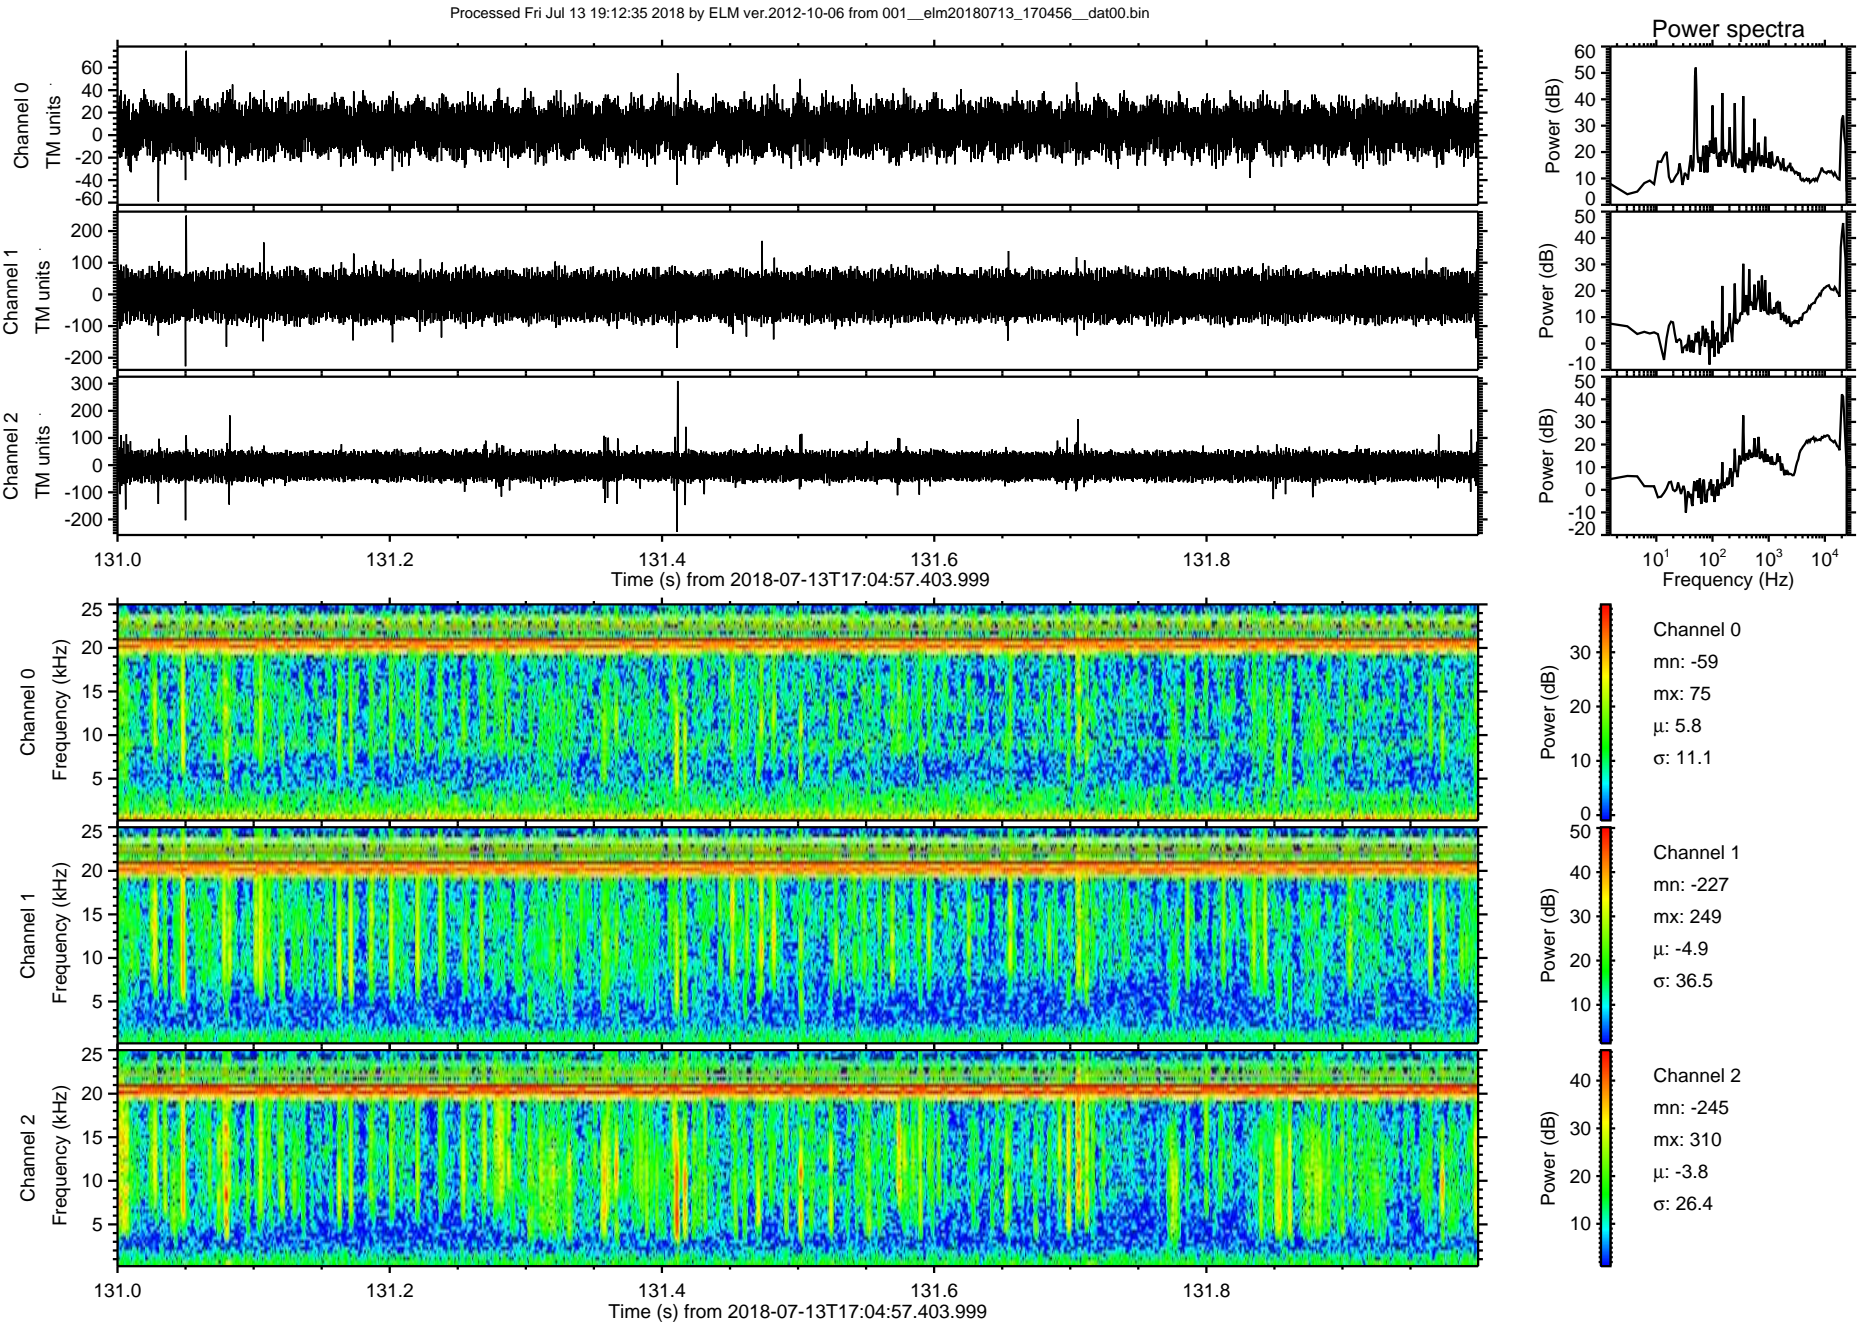 Processed Fri Jul 13 19:12:35 2018 by ELM ver.2012-10-06 from 001__elm20180713_170456__dat00.bin
Power spectra
Channel 0
TM units
60
40
20
0
-20
-40
-60
Power (dB)
60
50
40
30
20
10
0
Channel 1
TM units
200
100
0
-100
-200
Power (dB)
50
40
30
20
10
0
-10
Channel 2
TM units
300
200
100
0
-100
-200
Power (dB)
50
40
30
20
10
0
-10
-20
131.0 131.2 131.4 131.6 131.8
Time (s) from 2018-07-13T17:04:57.403.999
10¹ 10² 10³ 10⁴
Frequency (Hz)
Channel 0
Frequency (kHz)
25
20
15
10
5
Power (dB)
30
20
10
0
Channel 0
mn: -59
mx: 75
μ: 5.8
σ: 11.1
Channel 1
Frequency (kHz)
25
20
15
10
5
Power (dB)
50
40
30
20
10
Channel 1
mn: -227
mx: 249
μ: -4.9
σ: 36.5
Channel 2
Frequency (kHz)
25
20
15
10
5
Power (dB)
40
30
20
10
Channel 2
mn: -245
mx: 310
μ: -3.8
σ: 26.4
131.0 131.2 131.4 131.6 131.8
Time (s) from 2018-07-13T17:04:57.403.999